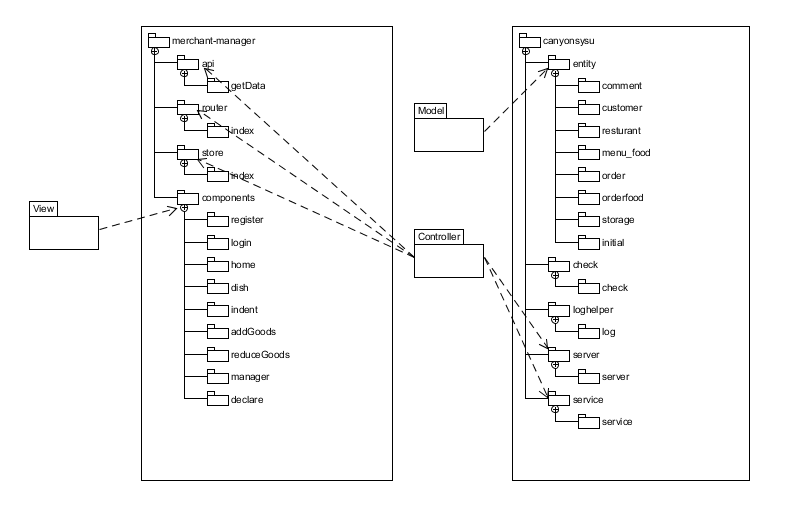 merchant-manager
api
getData
router
index
store
index
components
register
login
home
dish
indent
addGoods
reduceGoods
manager
declare
View
Model
Controller
canyonsysu
entity
comment
customer
resturant
menu_food
order
orderfood
storage
initial
check
check
loghelper
log
server
server
service
service